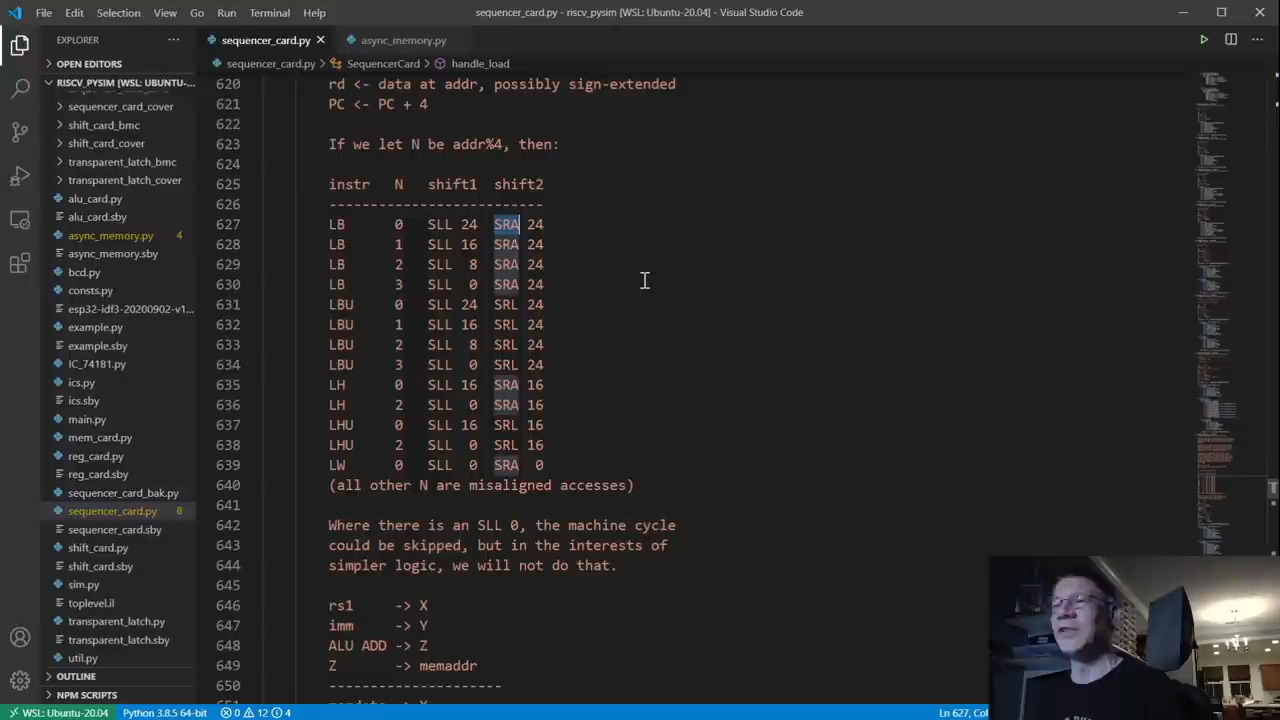 File Edit Selection View Go Run Terminal Help
sequencer_card.py - riscv_pysim [WSL: Ubuntu-20.04] - Visual Studio Code
EXPLORER
OPEN EDITORS
RISCV_PYSIM [WSL: UBUNTU-...
sequencer_card_cover
shift_card_bmc
shift_card_cover
transparent_latch_bmc
transparent_latch_cover
alu_card.py
alu_card.sby
async_memory.py 4
async_memory.sby
bcd.py
consts.py
esp32-idf3-20200902-v1...
example.py
example.sby
IC_74181.py
ics.py
ics.sby
main.py
mem_card.py
reg_card.py
reg_card.sby
sequencer_card_bak.py
sequencer_card.py 8
sequencer_card.sby
shift_card.py
shift_card.sby
sim.py
toplevel.il
transparent_latch.py
transparent_latch.sby
util.py
OUTLINE
NPM SCRIPTS
sequencer_card.py async_memory.py
sequencer_card.py > SequencerCard > handle_load
620 rd <- data at addr, possibly sign-extended
621 PC <- PC + 4
622
623 If we let N be addr%4, then:
624
625 instr N shift1 shift2
626 --------------------------
627 LB 0 SLL 24 SRA 24
628 LB 1 SLL 16 SRA 24
629 LB 2 SLL 8 SRA 24
630 LB 3 SLL 0 SRA 24
631 LBU 0 SLL 24 SRL 24
632 LBU 1 SLL 16 SRL 24
633 LBU 2 SLL 8 SRL 24
634 LBU 3 SLL 0 SRL 24
635 LH 0 SLL 16 SRA 16
636 LH 2 SLL 0 SRA 16
637 LHU 0 SLL 16 SRL 16
638 LHU 2 SLL 0 SRL 16
639 LW 0 SLL 0 SRA 0
640 (all other N are misaligned accesses)
641
642 Where there is an SLL 0, the machine cycle
643 could be skipped, but in the interests of
644 simpler logic, we will not do that.
645
646 rs1 -> X
647 imm -> Y
648 ALU ADD -> Z
649 Z -> memaddr
650 ---------------------
WSL: Ubuntu-20.04 Python 3.8.5 64-bit 0 12 4 Ln 627, Col